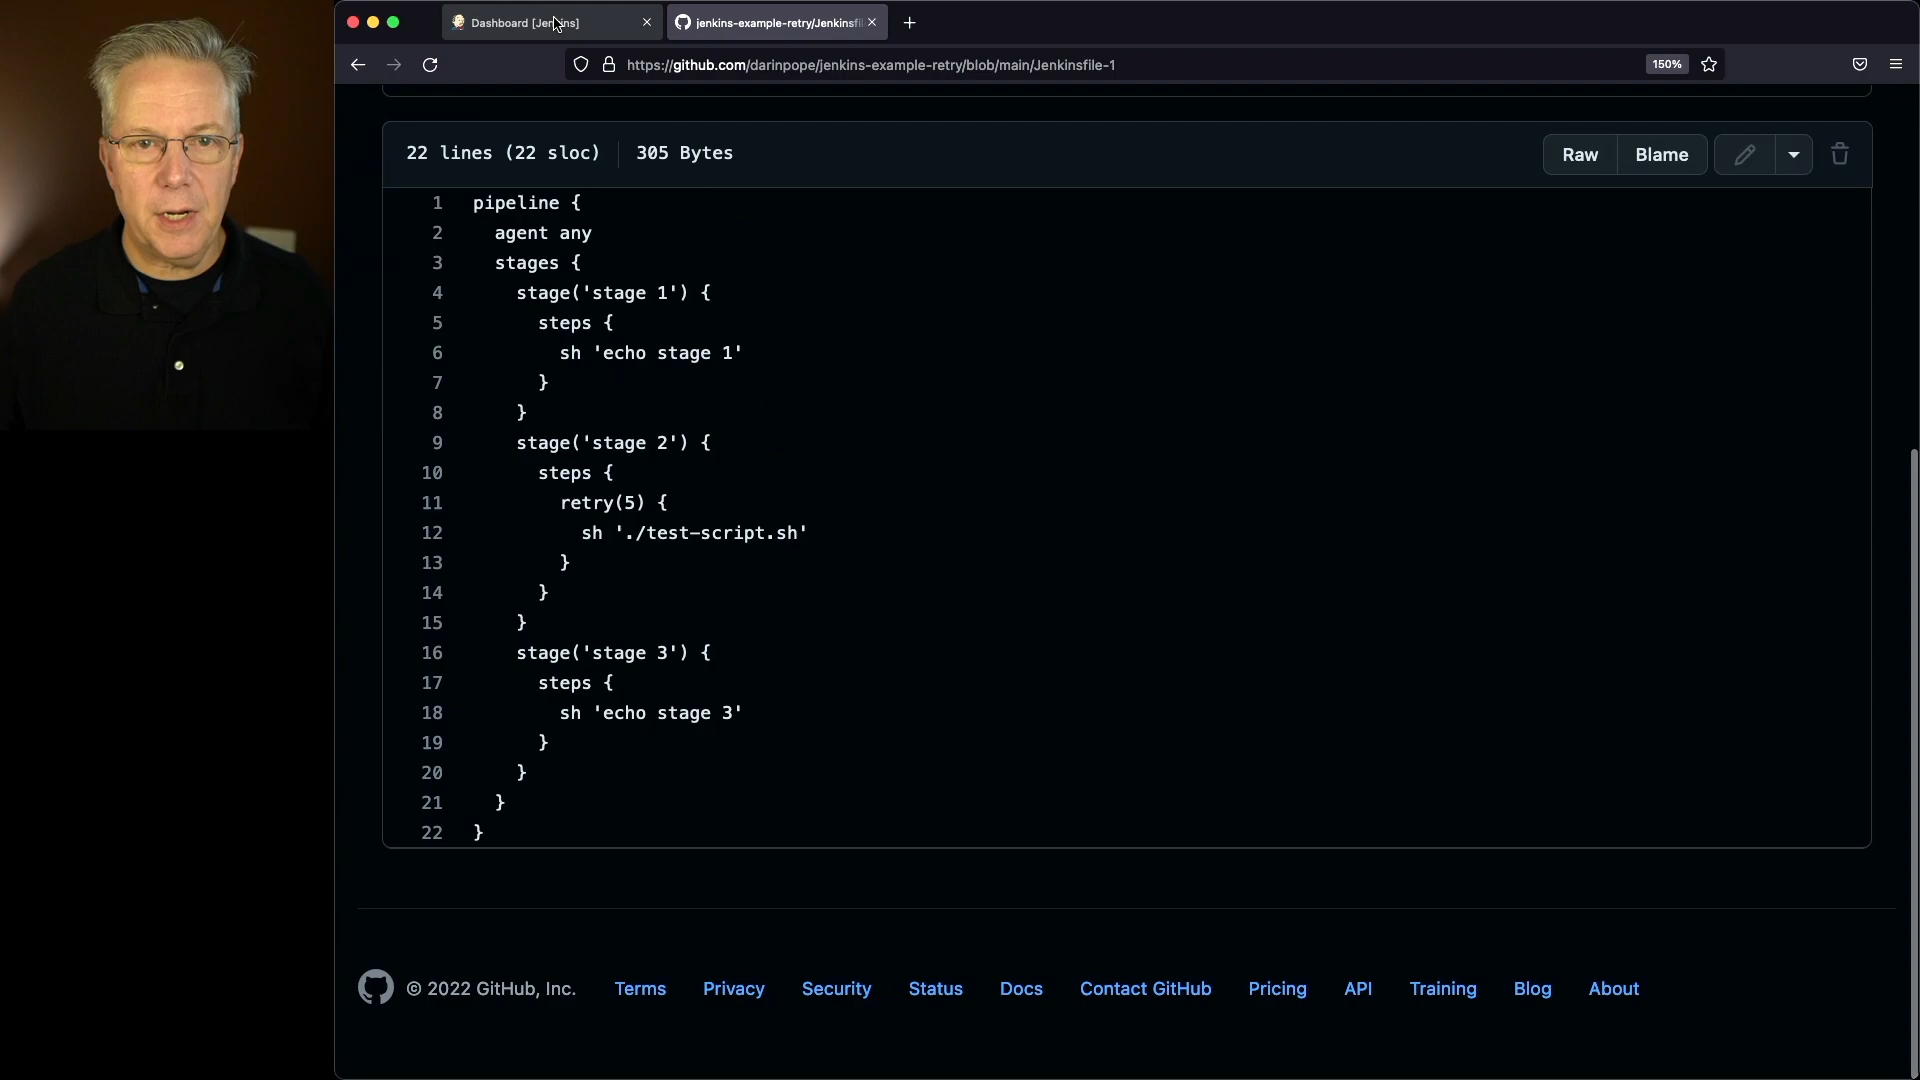 Dashboard [Jenkins]
jenkins-example-retry/Jenkinsfil
https://github.com/darinpope/jenkins-example-retry/blob/main/Jenkinsfile-1
150%
22 lines (22 sloc)
305 Bytes
Raw
Blame
1 pipeline {
2 agent any
3 stages {
4 stage('stage 1') {
5 steps {
6 sh 'echo stage 1'
7 }
8 }
9 stage('stage 2') {
10 steps {
11 retry(5) {
12 sh './test-script.sh'
13 }
14 }
15 }
16 stage('stage 3') {
17 steps {
18 sh 'echo stage 3'
19 }
20 }
21 }
22 }
© 2022 GitHub, Inc. Terms Privacy Security Status Docs Contact GitHub Pricing API Training Blog About